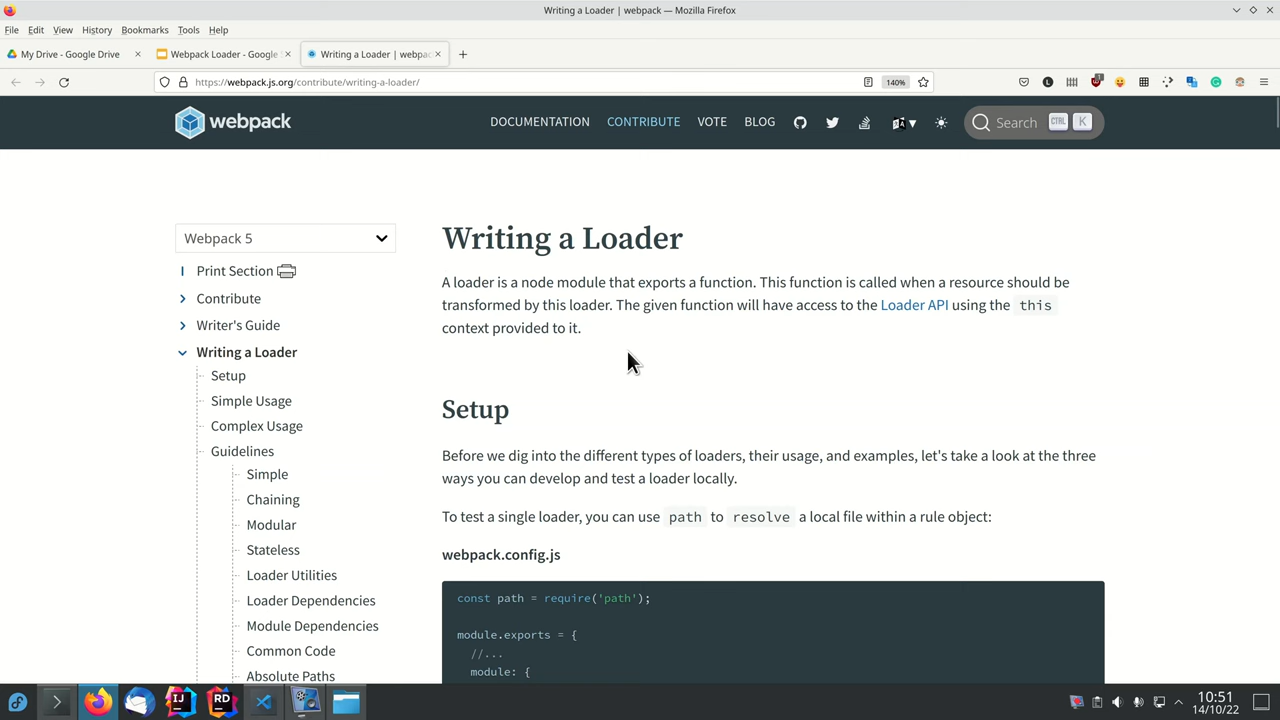 Writing a Loader | webpack — Mozilla Firefox
File Edit View History Bookmarks Tools Help
My Drive - Google Drive
Webpack Loader - Google S
Writing a Loader | webpac
https://webpack.js.org/contribute/writing-a-loader/
140%
webpack
DOCUMENTATION CONTRIBUTE VOTE BLOG
Search CTRL K
Webpack 5
Print Section
Contribute
Writer's Guide
Writing a Loader
Setup
Simple Usage
Complex Usage
Guidelines
Simple
Chaining
Modular
Stateless
Loader Utilities
Loader Dependencies
Module Dependencies
Common Code
Absolute Paths
Writing a Loader
A loader is a node module that exports a function. This function is called when a resource should be
transformed by this loader. The given function will have access to the Loader API using the this
context provided to it.
Setup
Before we dig into the different types of loaders, their usage, and examples, let's take a look at the three
ways you can develop and test a loader locally.
To test a single loader, you can use path to resolve a local file within a rule object:
webpack.config.js
const path = require('path');
module.exports = {
//...
module: {
10:51
14/10/22